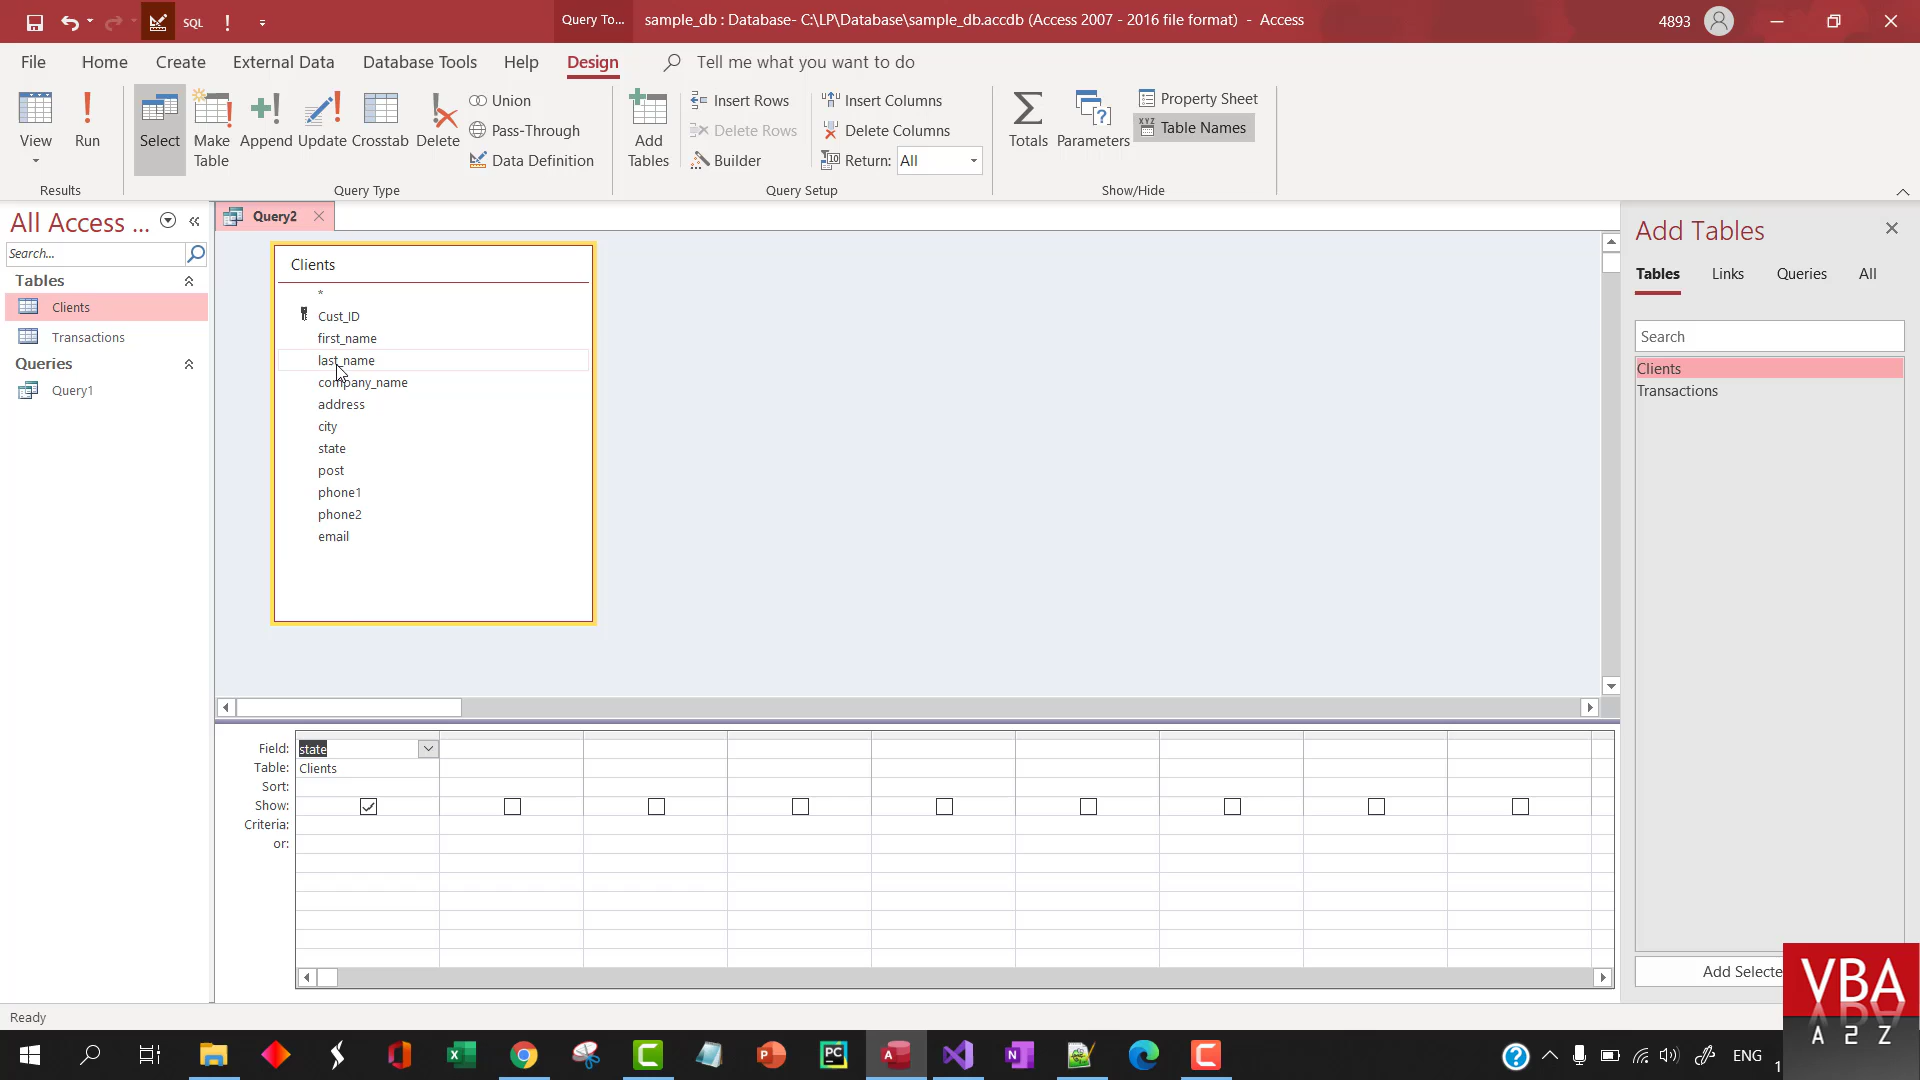 SQL
Query To...
sample_db : Database- C:\LP\Database\sample_db.accdb (Access 2007 - 2016 file format) - Access
4893
File Home Create External Data Database Tools Help Design Tell me what you want to do
View
Run
Results
Select
Make Table
Append
Update
Crosstab
Delete
Union
Pass-Through
Data Definition
Query Type
Add Tables
Insert Rows
Delete Rows
Builder
Insert Columns
Delete Columns
Return: All
Query Setup
Totals
Parameters
Property Sheet
Table Names
Show/Hide
All Access ...
Search...
Tables
Clients
Transactions
Queries
Query1
Query2
Clients
*
Cust_ID
first_name
last_name
company_name
address
city
state
post
phone1
phone2
email
Field: state
Table: Clients
Sort:
Show:
Criteria:
or:
Add Tables
Tables Links Queries All
Search
Clients
Transactions
Add Selecte
VBA
A2Z
Ready
ENG
1